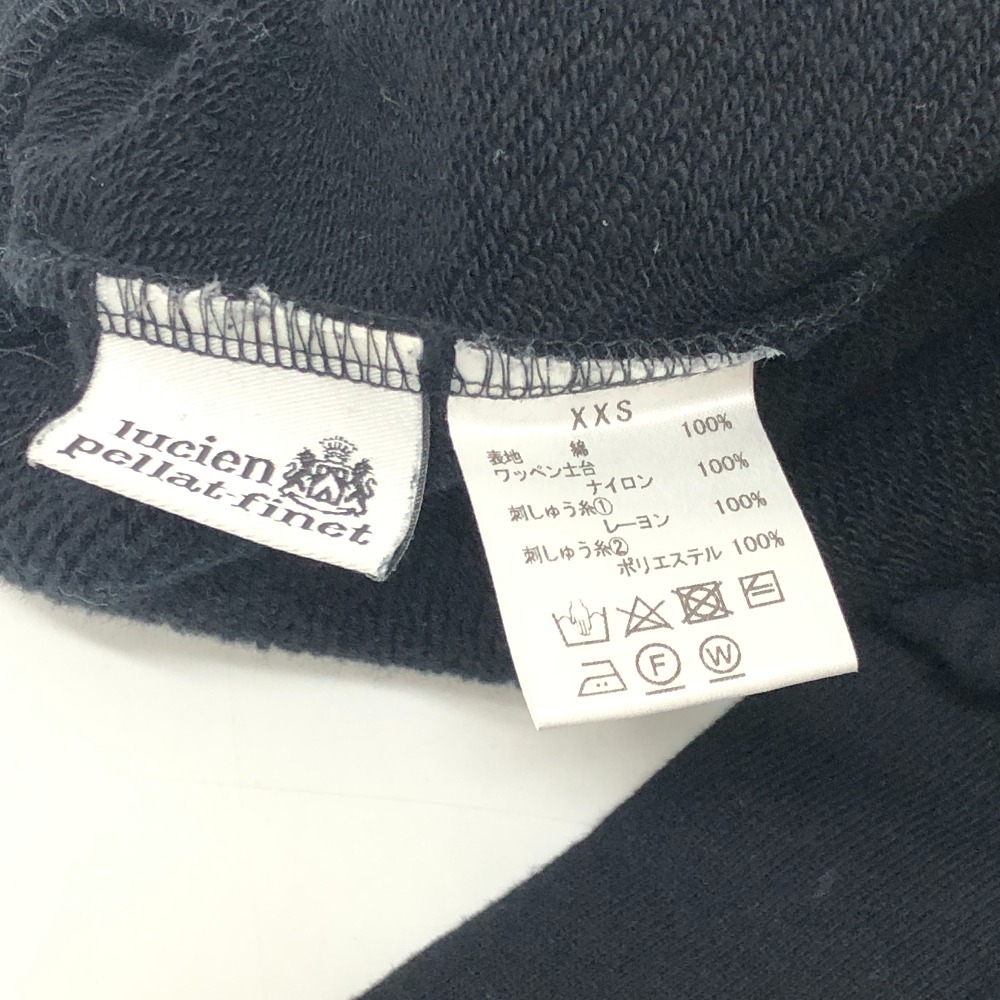 lucien
pellat-finet
XXS
表地 綿 100%
ワッペン土台
ナイロン 100%
刺しゅう糸①
レーヨン 100%
刺しゅう糸②
ポリエステル 100%
F W